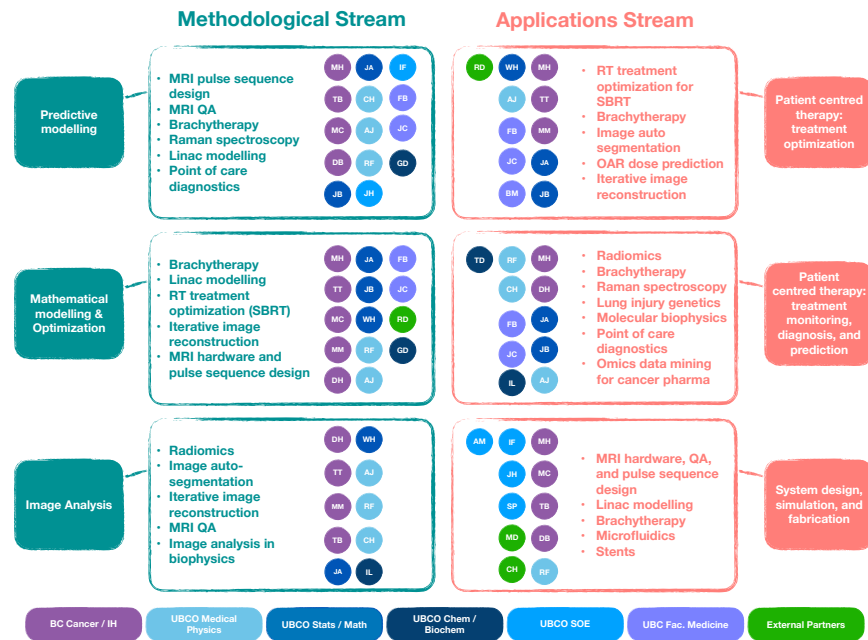 Methodological Stream
Applications Stream
Predictive modelling
• MRI pulse sequence
design
• MRI QA
• Brachytherapy
• Raman spectroscopy
• Linac modelling
• Point of care
diagnostics
MH JA IF
TB CH FB
MC AJ JC
DB RF GD
JB JH
RD WH MH
AJ TT
FB MM
JC JA
BM JB
• RT treatment
optimization for
SBRT
• Brachytherapy
• Image auto
segmentation
• OAR dose prediction
• Iterative image
reconstruction
Patient centred
therapy:
treatment
optimization
Mathematical
modelling &
Optimization
• Brachytherapy
• Linac modelling
• RT treatment
optimization (SBRT)
• Iterative image
reconstruction
• MRI hardware and
pulse sequence design
MH JA FB
TT JB JC
MC WH RD
MM RF GD
DH AJ
TD RF MH
CH DH
FB JA
JC JB
IL AJ
• Radiomics
• Brachytherapy
• Raman spectroscopy
• Lung injury genetics
• Molecular biophysics
• Point of care
diagnostics
• Omics data mining
for cancer pharma
Patient
centred therapy:
treatment
monitoring,
diagnosis, and
prediction
Image Analysis
• Radiomics
• Image auto-
segmentation
• Iterative image
reconstruction
• MRI QA
• Image analysis in
biophysics
DH WH
TT AJ
MM RF
TB CH
JA IL
AM IF MH
JH MC
SP TB
MD DB
CH RF
• MRI hardware, QA,
and pulse sequence
design
• Linac modelling
• Brachytherapy
• Microfluidics
• Stents
System design,
simulation, and
fabrication
BC Cancer / IH
UBCO Medical
Physics
UBCO Stats / Math
UBCO Chem /
Biochem
UBCO SOE
UBC Fac. Medicine
External Partners